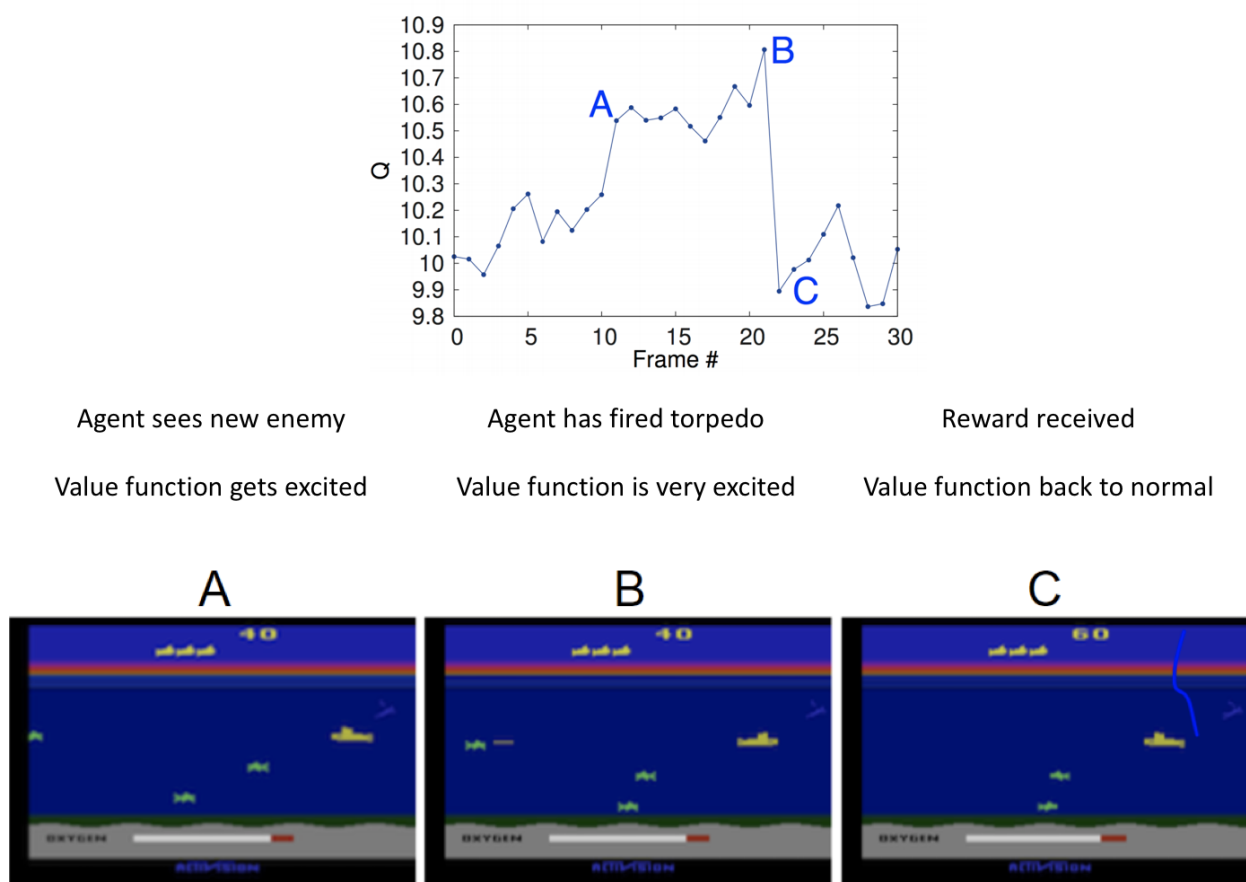 10.9
10.8
10.7
10.6
10.5
10.4
10.3
10.2
10.1
10
9.9
9.8
Q
A
B
C
0 5 10 15 20 25 30
Frame #
Agent sees new enemy Agent has fired torpedo Reward received
Value function gets excited Value function is very excited Value function back to normal
A B C
40 40 60
OXYGEN OXYGEN OXYGEN
ACTIVISION ACTIVISION ACTIVISION